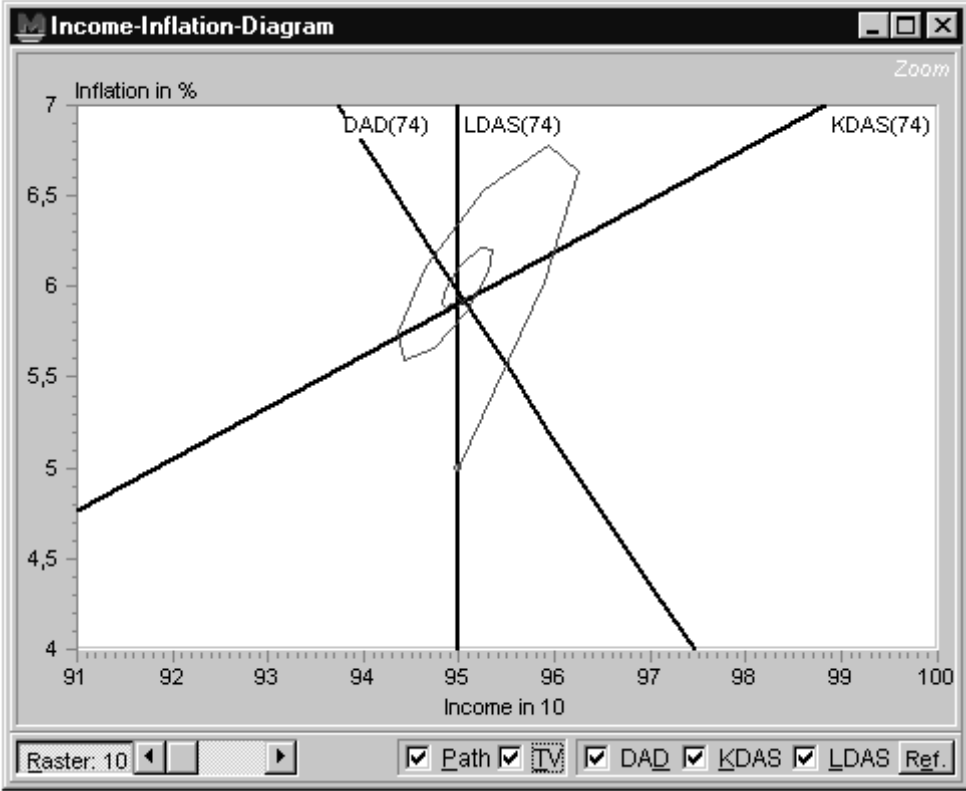 Income-Inflation-Diagram
Zoom
Inflation in %
7
DAD(74) LDAS(74) KDAS(74)
6,5
6
5,5
5
4,5
4
91 92 93 94 95 96 97 98 99 100
Income in 10
Raster: 10 Path TV DAD KDAS LDAS Ref.